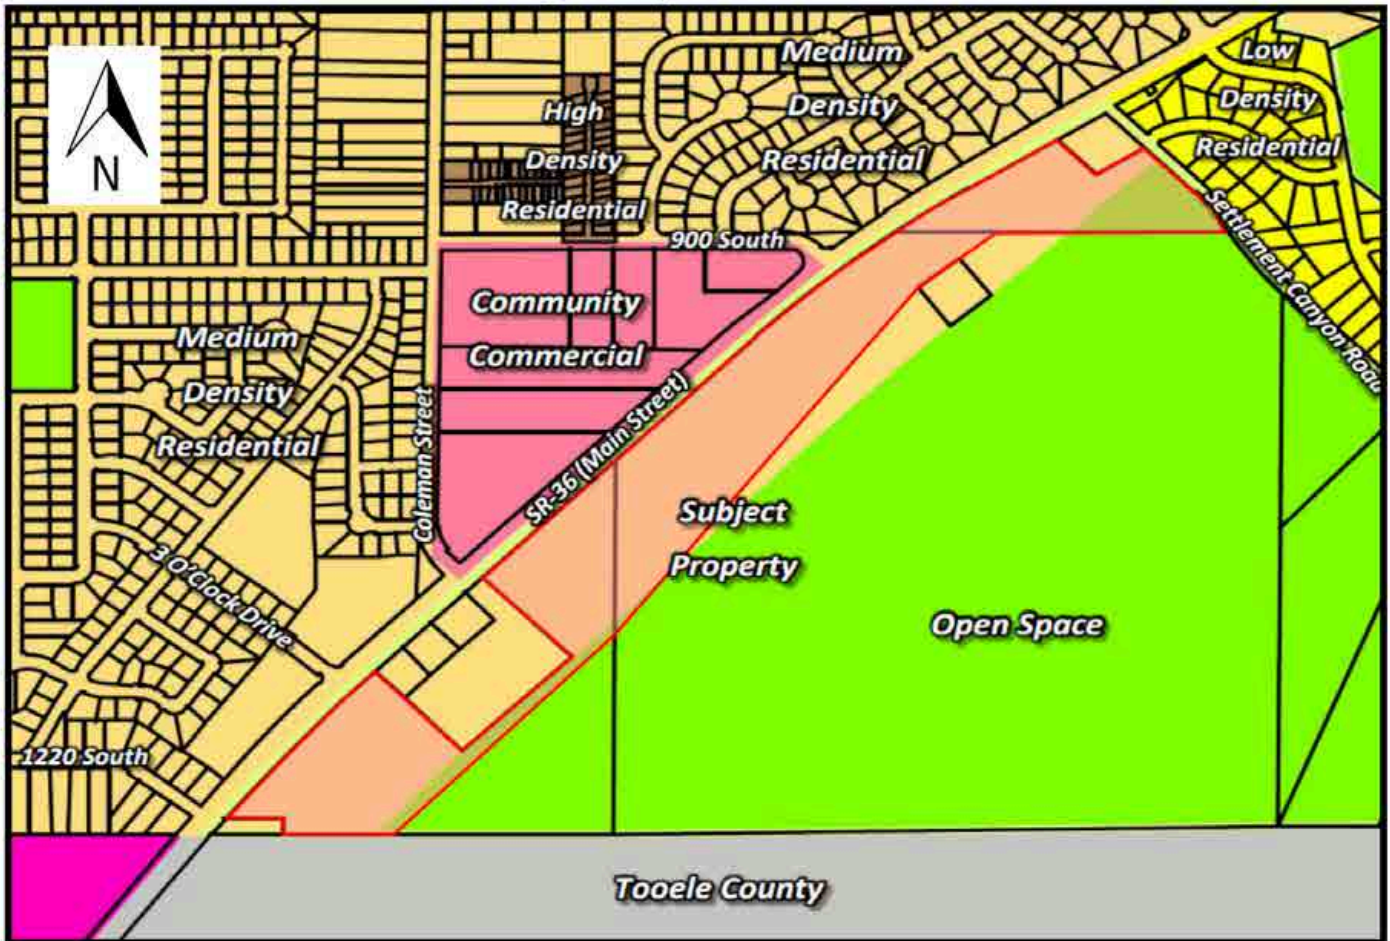 Medium
Density
Residential
Low
Density
Residential
High
Density
Residential
N
900 South
Settlement Canyon Road
Community
Commercial
Medium
Density
Residential
Coleman Street
SR-36 (Main Street)
Subject
Property
3 O'Clock Drive
Open Space
1220 South
Tooele County